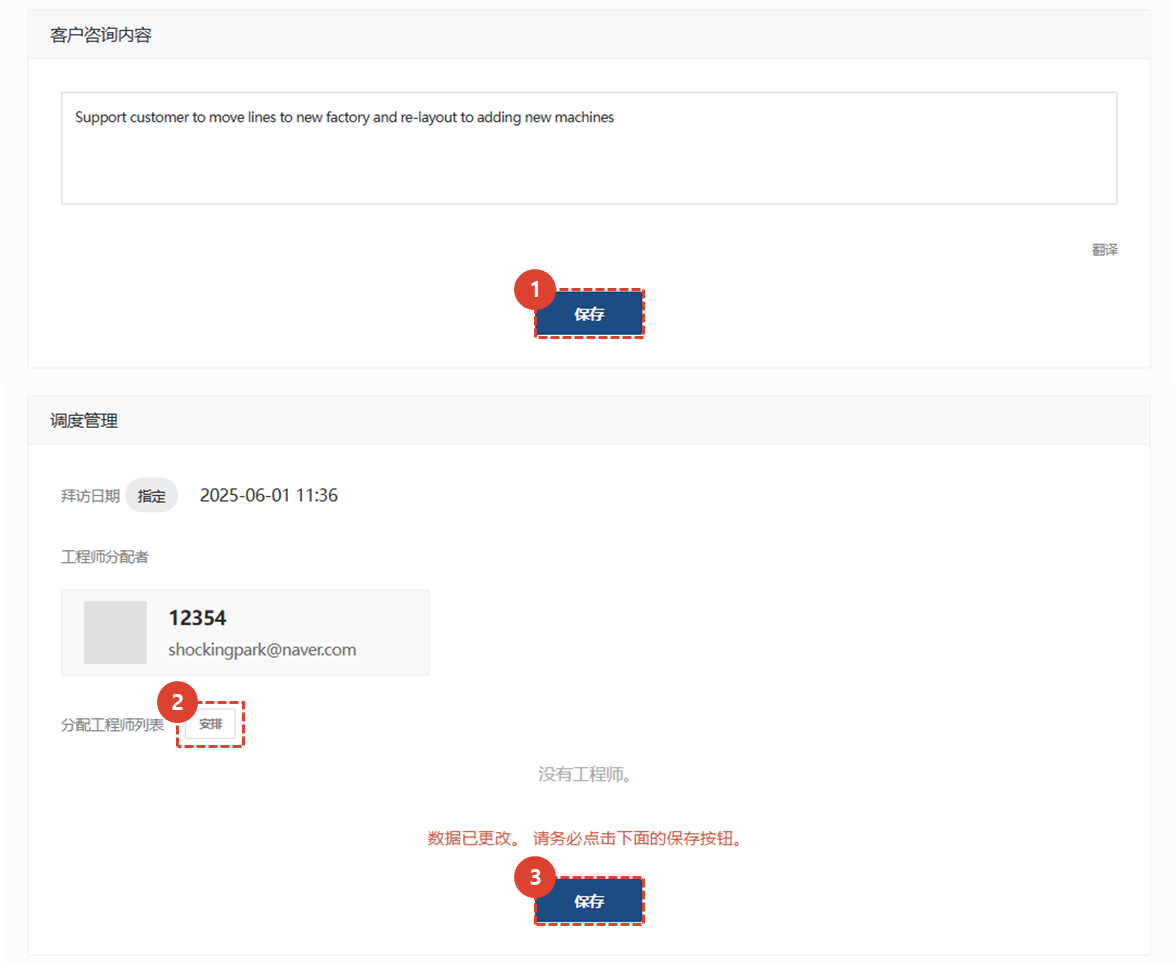 客户咨询内容
Support customer to move lines to new factory and re-layout to adding new machines
翻译
1
保存
调度管理
拜访日期 指定 2025-06-01 11:36
工程师分配者
12354
shockingpark@naver.com
2
分配工程师列表 安排
没有工程师。
数据已更改。 请务必点击下面的保存按钮。
3
保存